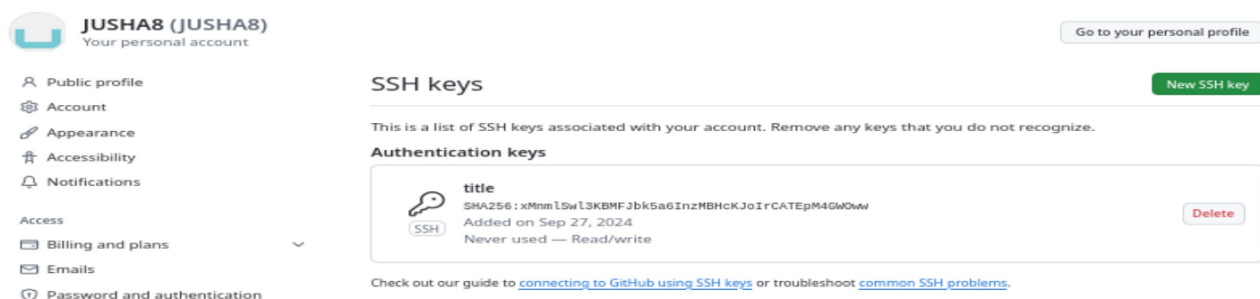 JUSHA8 (JUSHA8)
Your personal account
Go to your personal profile
Public profile
Account
Appearance
Accessibility
Notifications
Access
Billing and plans
Emails
Password and authentication
SSH keys
New SSH key
This is a list of SSH keys associated with your account. Remove any keys that you do not recognize.
Authentication keys
title
SHA256:xMnmlSwl3KBMFJbk5a6InzMBHcKJoIrCATEpM4GWOww
Added on Sep 27, 2024
Never used — Read/write
SSH
Delete
Check out our guide to connecting to GitHub using SSH keys or troubleshoot common SSH problems.